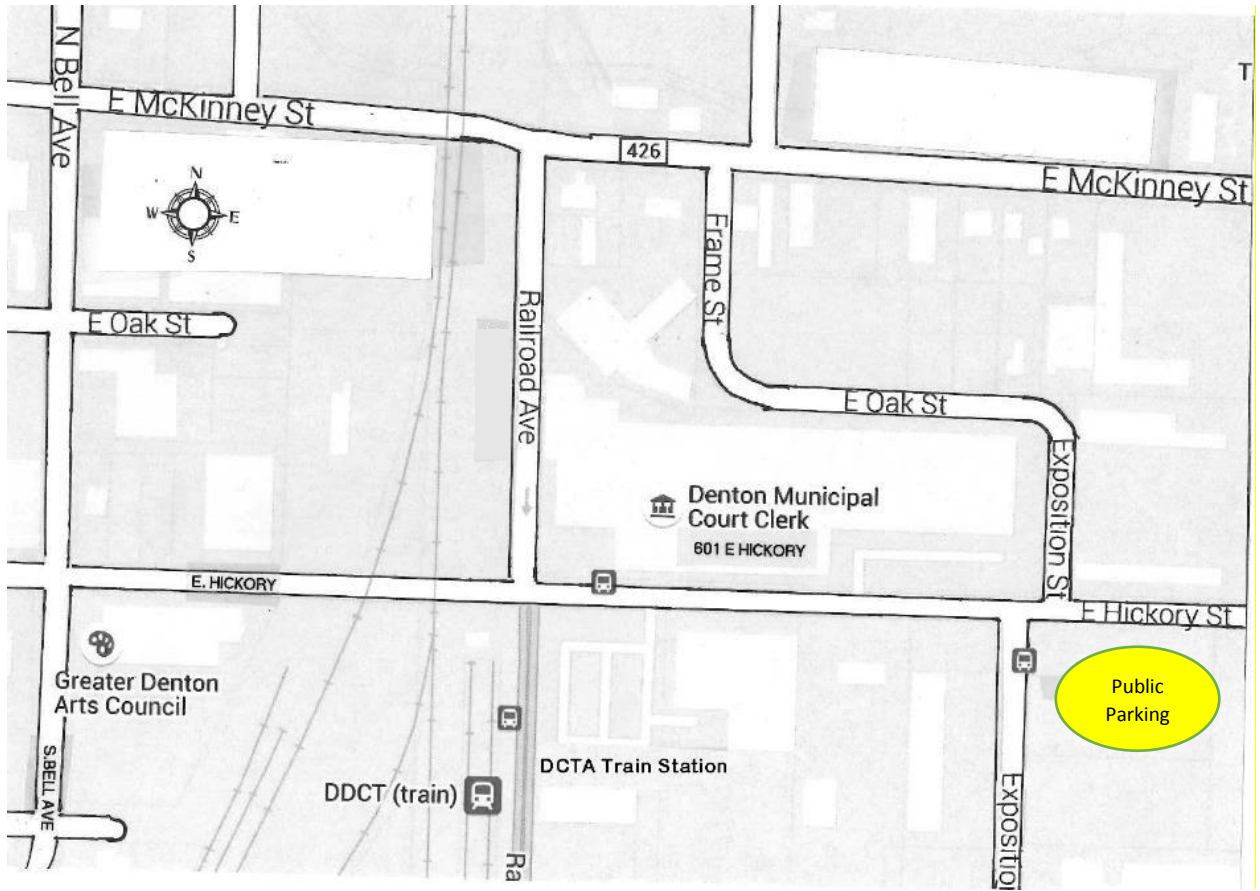 N Bell Ave
E McKinney St
T
426
E McKinney St
N
W
E
S
Frame St
Railroad Ave
E Oak St
E Oak St
Exposition St
Denton Municipal
Court Clerk
601 E HICKORY
E. HICKORY
E Hickory St
Greater Denton
Arts Council
Public
Parking
S.BELL AVE
DCTA Train Station
DDCT (train)
Ra
Exposition